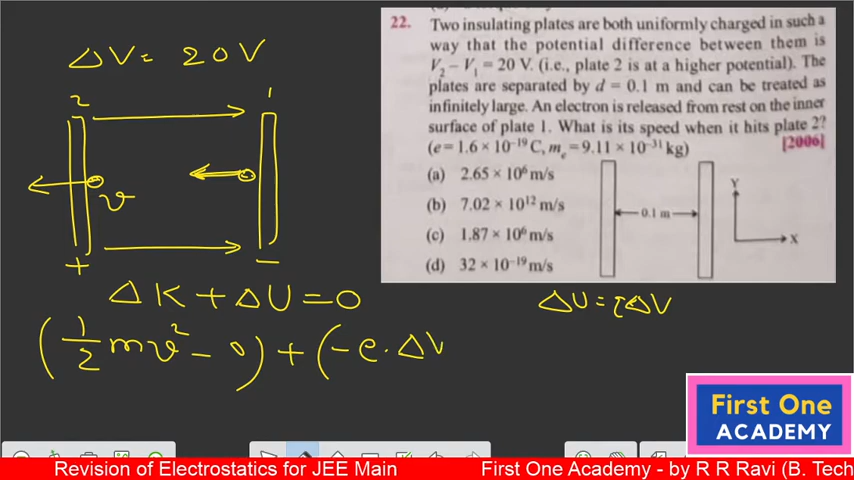 ΔV = 20V
2
1
v
+
−
ΔK + ΔU = 0
(1/2 mv² − 0) + (−e·ΔV
22. Two insulating plates are both uniformly charged in such a
way that the potential difference between them is
V₂ − V₁ = 20 V. (i.e., plate 2 is at a higher potential). The
plates are separated by d = 0.1 m and can be treated as
infinitely large. An electron is released from rest on the inner
surface of plate 1. What is its speed when it hits plate 2?
(e = 1.6 × 10⁻¹⁹ C, mₑ = 9.11 × 10⁻³¹ kg) [2006]
(a) 2.65 × 10⁶ m/s
(b) 7.02 × 10¹² m/s
(c) 1.87 × 10⁶ m/s
(d) 32 × 10⁻¹⁹ m/s
0.1 m
Y
X
ΔU = qΔV
First One
ACADEMY
Revision of Electrostatics for JEE Main First One Academy - by R R Ravi (B. Tech